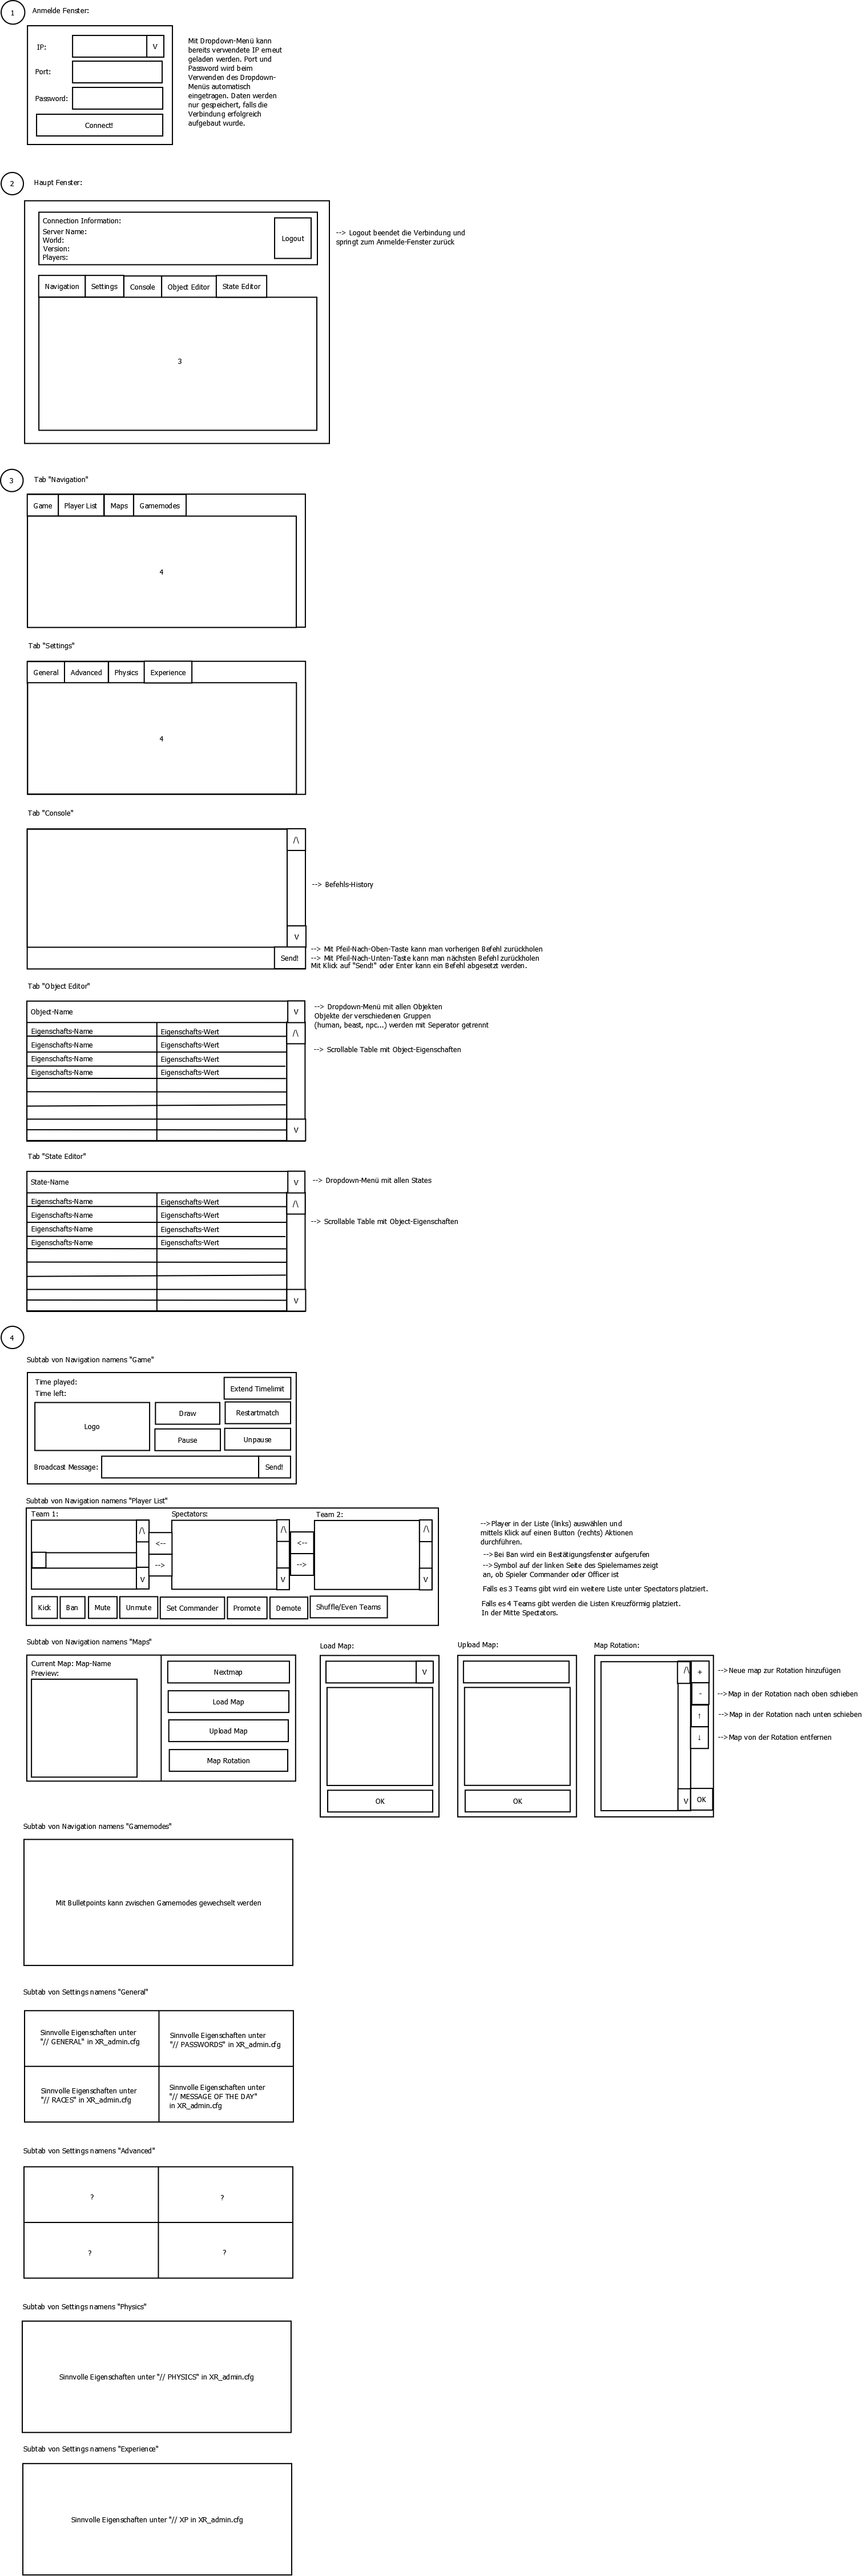 1
Anmelde Fenster:
IP:
V
Port:
Password:
Connect!
Mit Dropdown-Menü kann
bereits verwendete IP erneut
geladen werden. Port und
Password wird beim
Verwenden des Dropdown-
Menüs automatisch
eingetragen. Daten werden
nur gespeichert, falls die
Verbindung erfolgreich
aufgebaut wurde.
2
Haupt Fenster:
Connection Information:
Server Name:
World:
Version:
Players:
Logout
--> Logout beendet die Verbindung und
springt zum Anmelde-Fenster zurück
Navigation
Settings
Console
Object Editor
State Editor
3
3
Tab "Navigation"
Game
Player List
Maps
Gamemodes
4
Tab "Settings"
General
Advanced
Physics
Experience
4
Tab "Console"
/\
--> Befehls-History
V
Send!
--> Mit Pfeil-Nach-Oben-Taste kann man vorherigen Befehl zurückholen
--> Mit Pfeil-Nach-Unten-Taste kann man nächsten Befehl zurückholen
Mit Klick auf "Send!" oder Enter kann ein Befehl abgesetzt werden.
Tab "Object Editor"
Object-Name
V
--> Dropdown-Menü mit allen Objekten
Objekte der verschiedenen Gruppen
(human, beast, npc...) werden mit Seperator getrennt
Eigenschafts-Name Eigenschafts-Wert
/\
Eigenschafts-Name Eigenschafts-Wert
--> Scrollable Table mit Object-Eigenschaften
Eigenschafts-Name Eigenschafts-Wert
Eigenschafts-Name Eigenschafts-Wert
V
Tab "State Editor"
State-Name
V
--> Dropdown-Menü mit allen States
Eigenschafts-Name Eigenschafts-Wert
/\
Eigenschafts-Name Eigenschafts-Wert
--> Scrollable Table mit Object-Eigenschaften
Eigenschafts-Name Eigenschafts-Wert
Eigenschafts-Name Eigenschafts-Wert
V
4
Subtab von Navigation namens "Game"
Time played:
Time left:
Extend Timelimit
Logo
Draw
Restartmatch
Pause
Unpause
Broadcast Message:
Send!
Subtab von Navigation namens "Player List"
Team 1:
Spectators:
Team 2:
/\
<--
/\
<--
/\
-->
-->
V
V
V
Kick
Ban
Mute
Unmute
Set Commander
Promote
Demote
Shuffle/Even Teams
-->Player in der Liste (links) auswählen und
mittels Klick auf einen Button (rechts) Aktionen
durchführen.
-->Bei Ban wird ein Bestätigungsfenster aufgerufen
-->Symbol auf der linken Seite des Spielernames zeigt
an, ob Spieler Commander oder Officer ist
Falls es 3 Teams gibt wird ein weitere Liste unter Spectators platziert.
Falls es 4 Teams gibt werden die Listen Kreuzförmig platziert.
In der Mitte Spectators.
Subtab von Navigation namens "Maps"
Current Map: Map-Name
Preview:
Nextmap
Load Map
Upload Map
Map Rotation
Load Map:
V
OK
Upload Map:
OK
Map Rotation:
/\
+
-
↑
↓
V
OK
-->Neue map zur Rotation hinzufügen
-->Map in der Rotation nach oben schieben
-->Map in der Rotation nach unten schieben
-->Map von der Rotation entfernen
Subtab von Navigation namens "Gamemodes"
Mit Bulletpoints kann zwischen Gamemodes gewechselt werden
Subtab von Settings namens "General"
Sinnvolle Eigenschaften unter
"// GENERAL" in XR_admin.cfg
Sinnvolle Eigenschaften unter
"// PASSWORDS" in XR_admin.cfg
Sinnvolle Eigenschaften unter
"// RACES" in XR_admin.cfg
Sinnvolle Eigenschaften unter
"// MESSAGE OF THE DAY"
in XR_admin.cfg
Subtab von Settings namens "Advanced"
?
?
?
?
Subtab von Settings namens "Physics"
Sinnvolle Eigenschaften unter "// PHYSICS" in XR_admin.cfg
Subtab von Settings namens "Experience"
Sinnvolle Eigenschaften unter "// XP in XR_admin.cfg